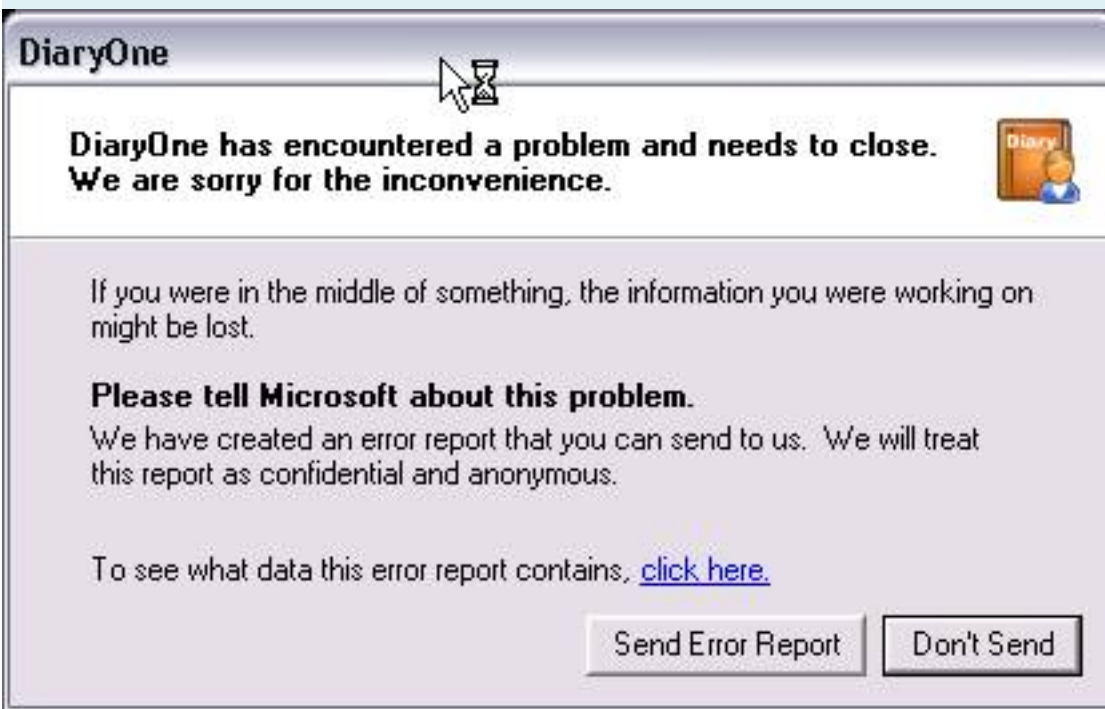 DiaryOne
DiaryOne has encountered a problem and needs to close.
We are sorry for the inconvenience.
Diary
If you were in the middle of something, the information you were working on
might be lost.
Please tell Microsoft about this problem.
We have created an error report that you can send to us.  We will treat
this report as confidential and anonymous.
To see what data this error report contains, click here.
Send Error Report
Don't Send